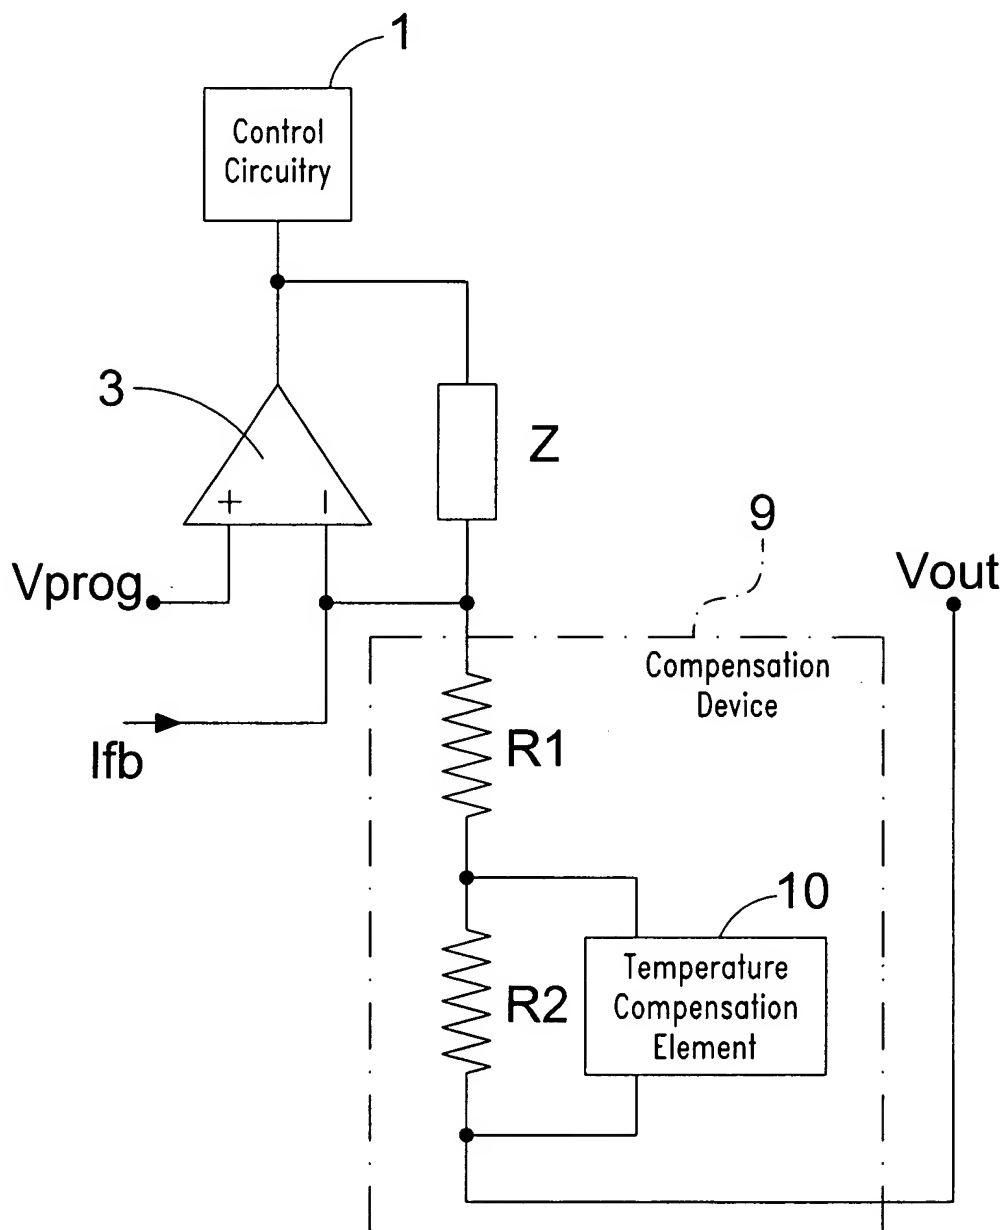 1
Control
Circuitry
3
+
−
Z
9
Vprog
Vout
Compensation
Device
Ifb
R1
10
Temperature
Compensation
Element
R2